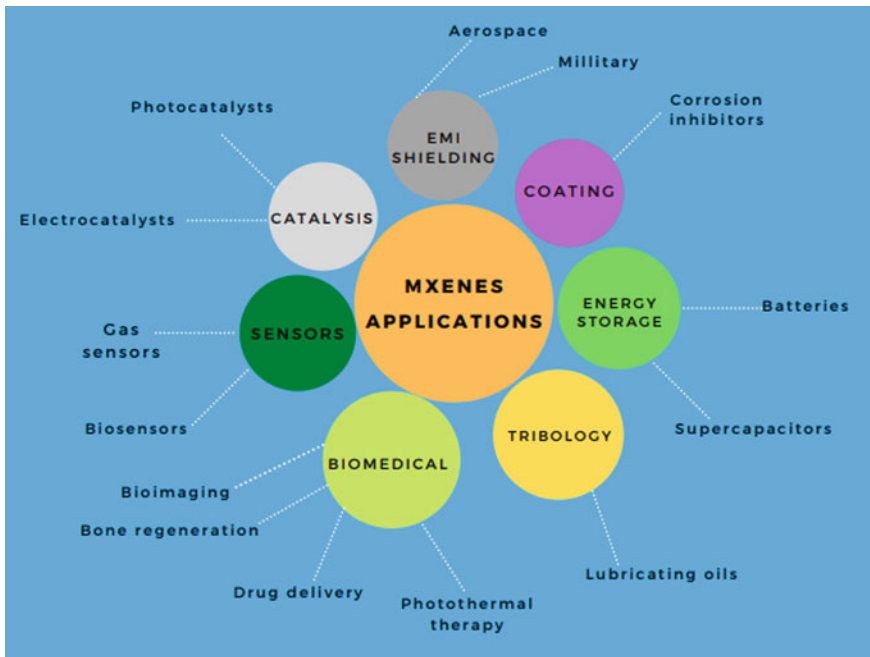 Aerospace
Millitary
Photocatalysts
Corrosion
inhibitors
EMI
SHIELDING
COATING
CATALYSIS
Electrocatalysts
MXENES
APPLICATIONS
ENERGY
STORAGE
Batteries
SENSORS
Gas
sensors
Biosensors
TRIBOLOGY
Supercapacitors
BIOMEDICAL
Bioimaging
Bone regeneration
Drug delivery
Photothermal
therapy
Lubricating oils